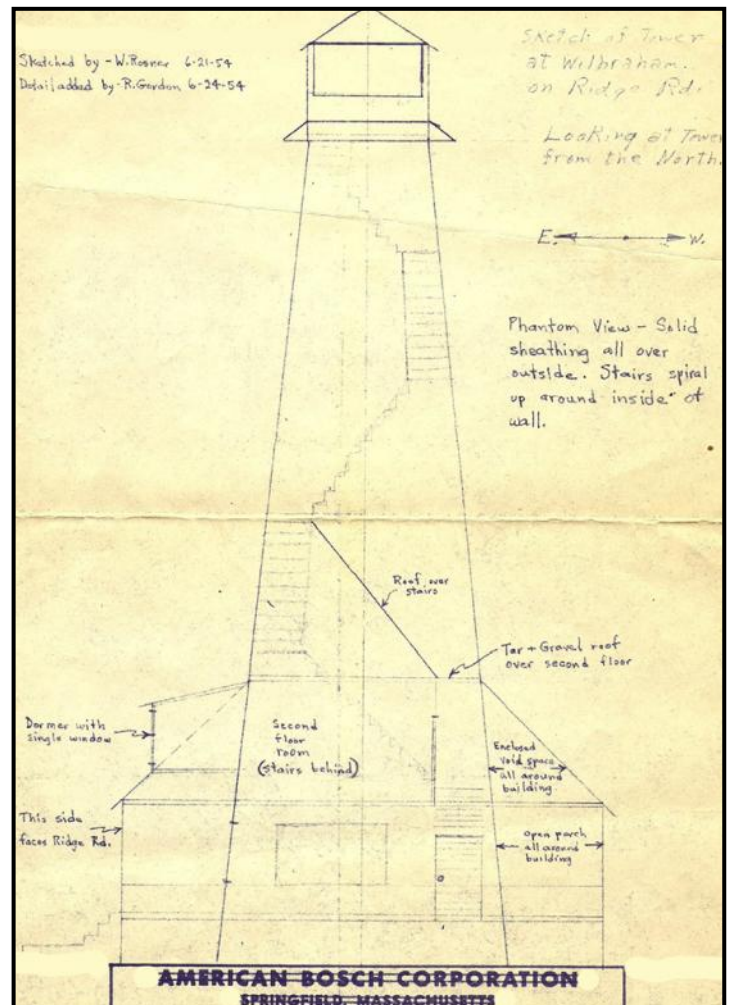 Sketched by - W. Rosner 6-21-54
Detail added by - R. Gordon 6-24-54
Sketch of Tower
at Wilbraham.
on Ridge Rd.
Looking at Tower
from the North.
E. W.
Phantom View - Solid
sheathing all over
outside. Stairs spiral
up around inside of
wall.
Roof over
stairs
Tar + Gravel roof
over second floor
Dormer with
single window
Second
floor
room
(stairs behind)
Enclosed
void space
all around
building
This side
faces Ridge Rd.
Open porch
all around
building
AMERICAN BOSCH CORPORATION
SPRINGFIELD, MASSACHUSETTS